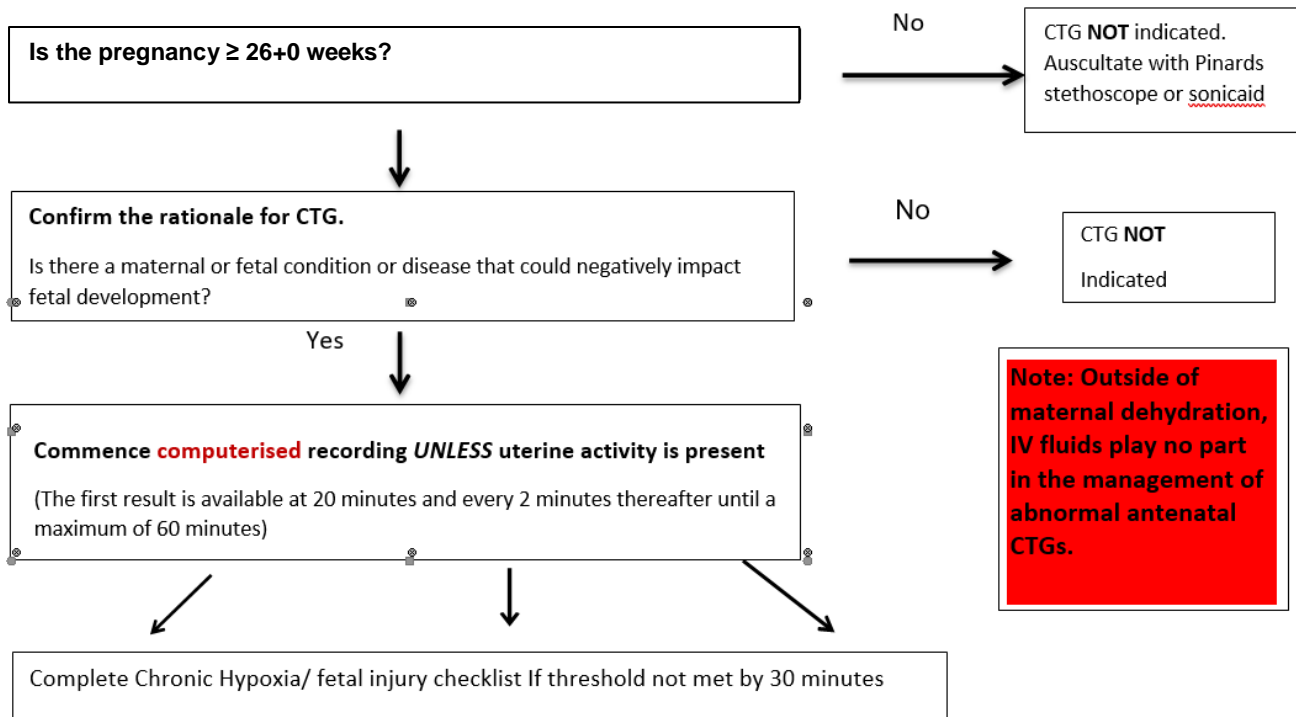 Is the pregnancy ≥ 26+0 weeks?
No
CTG NOT indicated.
Auscultate with Pinards
stethoscope or sonicaid
Confirm the rationale for CTG.
Is there a maternal or fetal condition or disease that could negatively impact
fetal development?
No
CTG NOT
Indicated
Yes
Commence computerised recording UNLESS uterine activity is present
(The first result is available at 20 minutes and every 2 minutes thereafter until a
maximum of 60 minutes)
Note: Outside of
maternal dehydration,
IV fluids play no part
in the management of
abnormal antenatal
CTGs.
Complete Chronic Hypoxia/ fetal injury checklist If threshold not met by 30 minutes